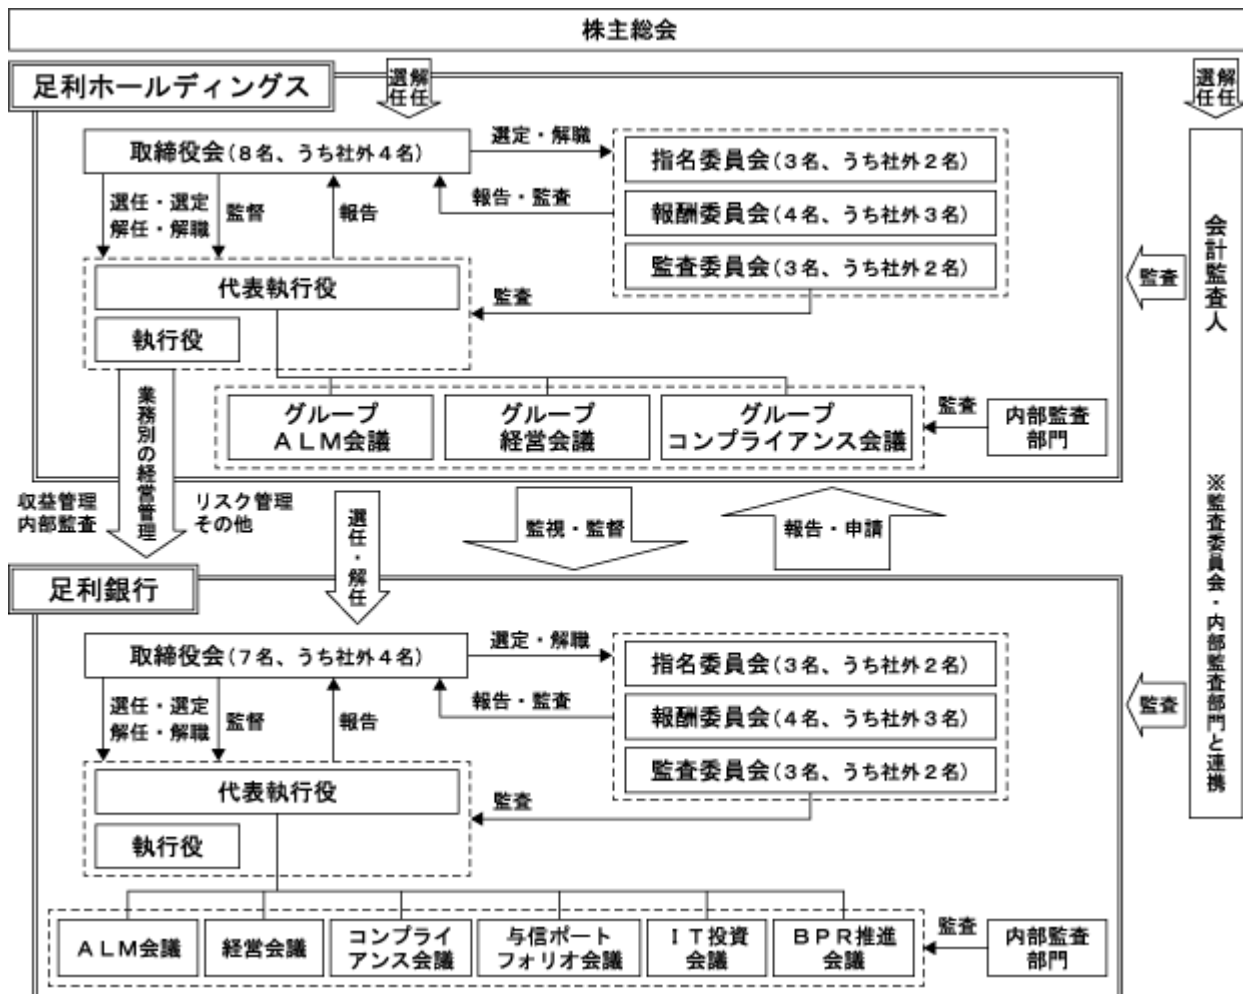 株主総会
足利ホールディングス
選解
任任
選解
任任
取締役会(8名、うち社外4名)
選定・解職
指名委員会(3名、うち社外2名)
選任・選定
解任・解職
監督
報告
報告・監査
報酬委員会(4名、うち社外3名)
監査委員会(3名、うち社外2名)
会計監査人
監査
代表執行役
監査
執行役
業務別の経営管理
グループ
ALM会議
グループ
経営会議
グループ
コンプライアンス会議
監査
内部監査
部門
収益管理
内部監査
リスク管理
その他
選任・解任
監視・監督
報告・申請
※監査委員会・内部監査部門と連携
足利銀行
取締役会(7名、うち社外4名)
選定・解職
指名委員会(3名、うち社外2名)
選任・選定
解任・解職
監督
報告
報告・監査
報酬委員会(4名、うち社外3名)
監査
監査委員会(3名、うち社外2名)
代表執行役
監査
執行役
ALM会議
経営会議
コンプライ
アンス会議
与信ポート
フォリオ会議
IT投資
会議
BPR推進
会議
監査
内部監査
部門